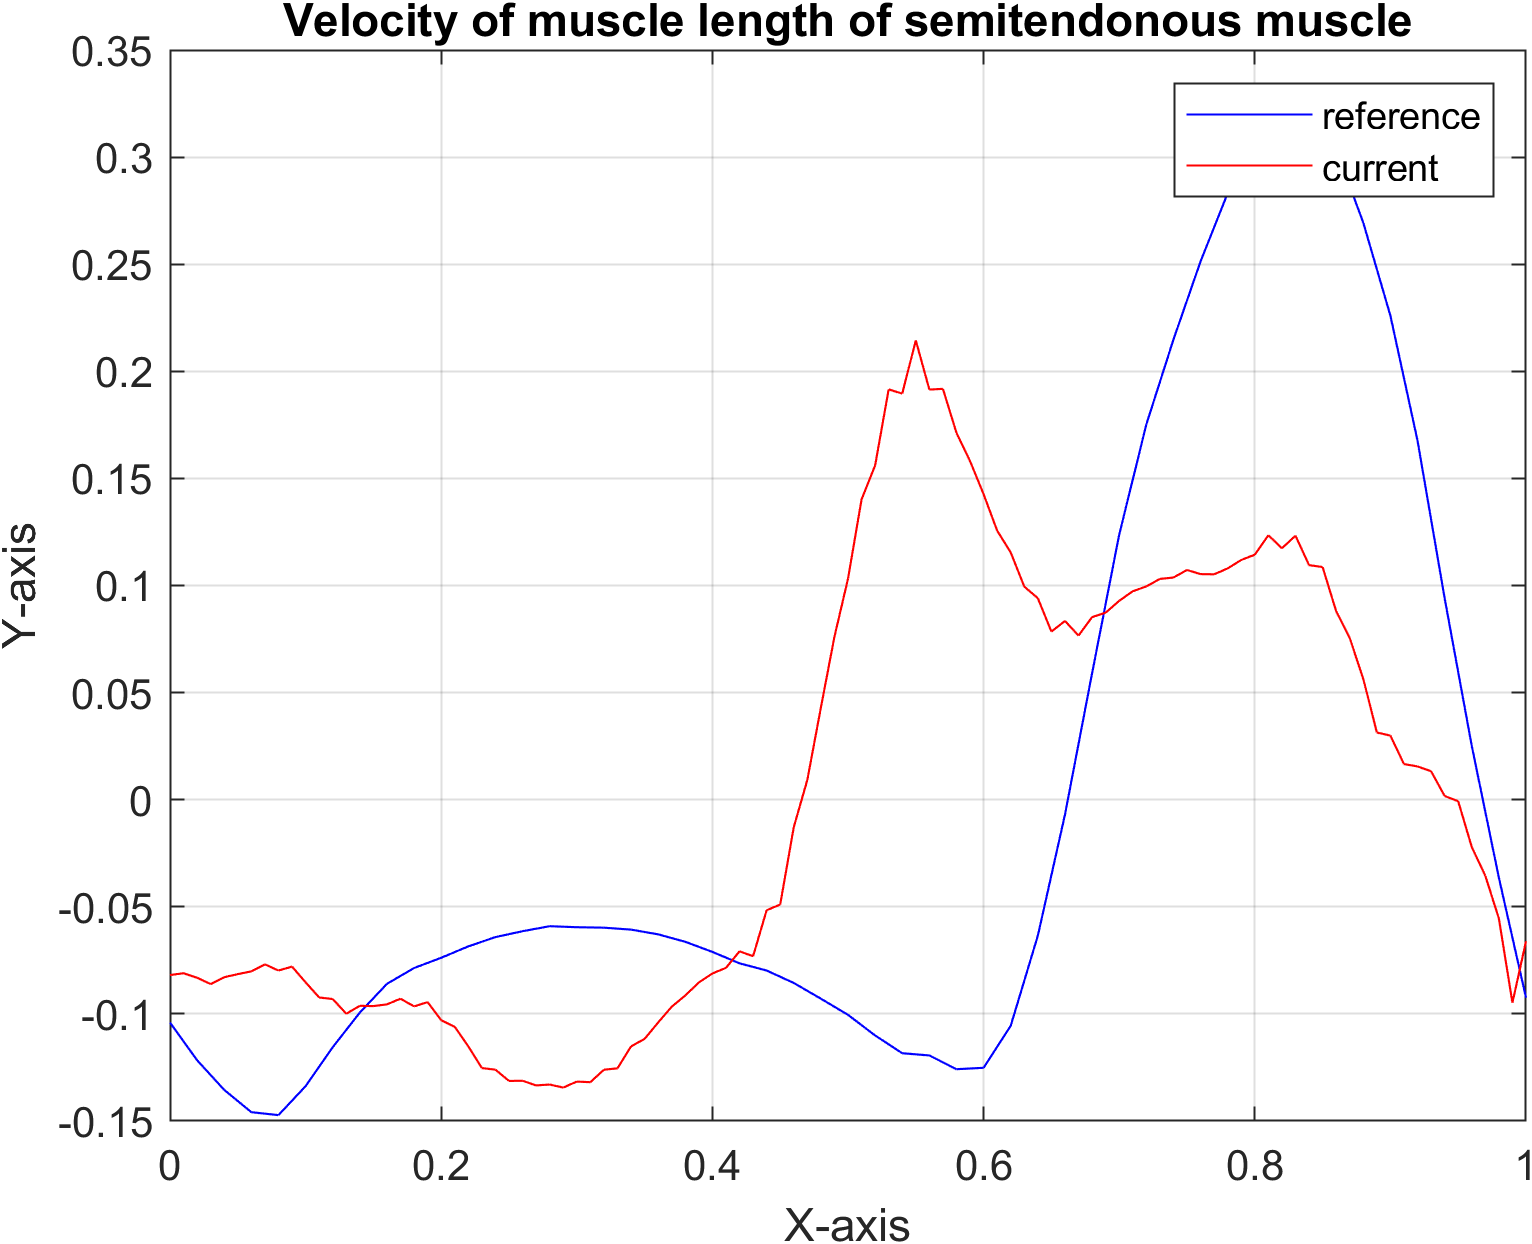 Velocity of muscle length of semitendonous muscle
0.35
0.3
0.25
0.2
0.15
0.1
0.05
0
-0.05
-0.1
-0.15
Y-axis
reference
current
0 0.2 0.4 0.6 0.8 1
X-axis